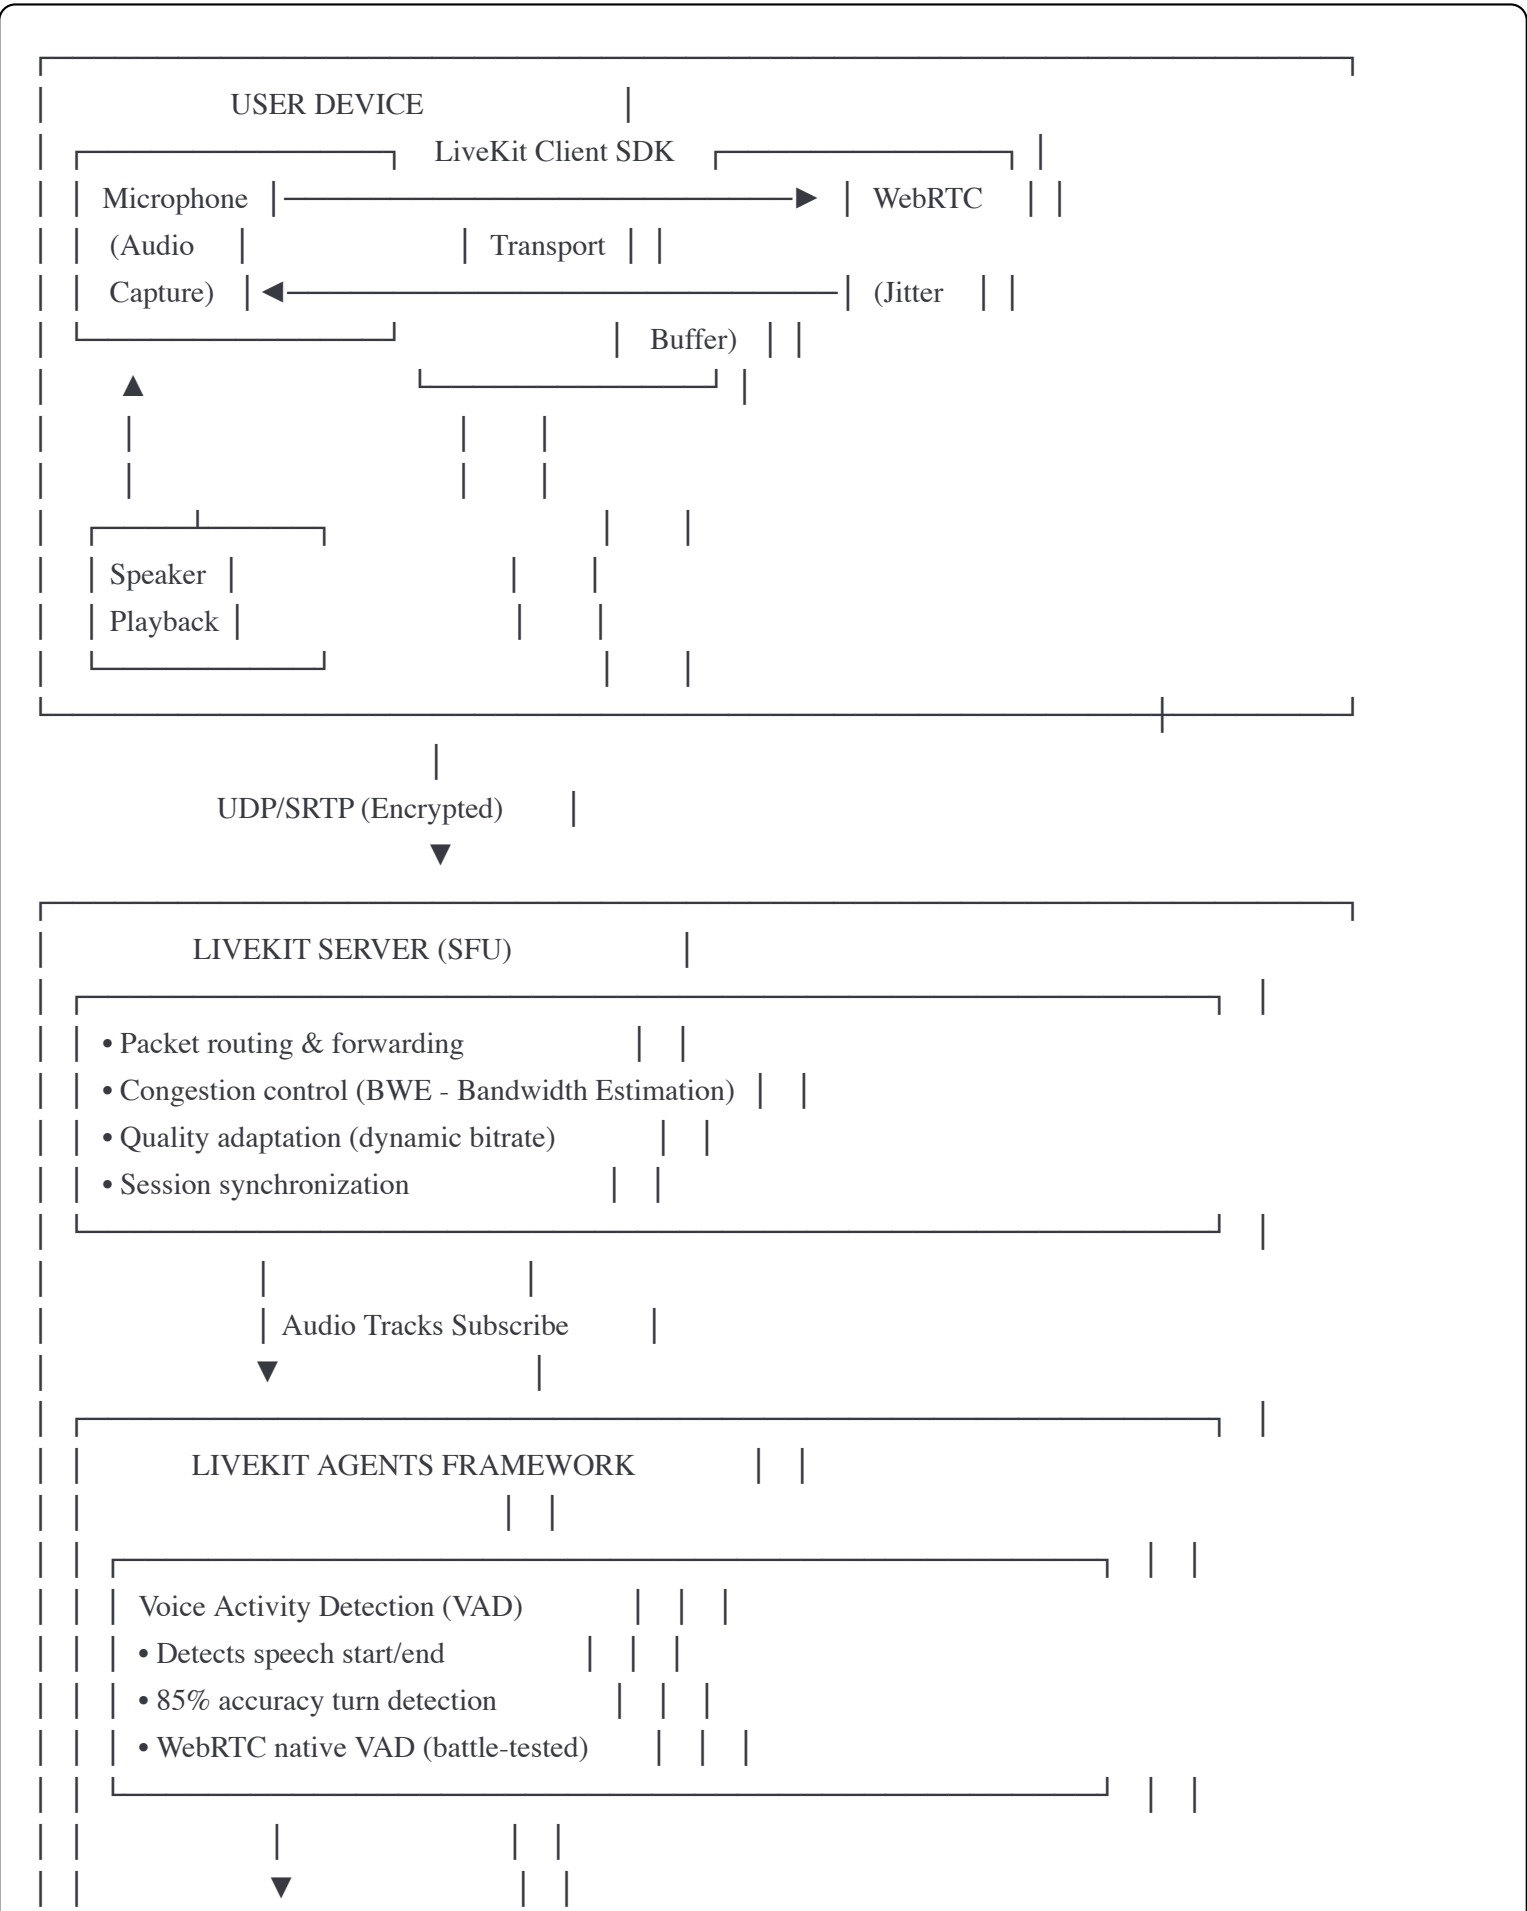 USER DEVICE
LiveKit Client SDK
Microphone WebRTC
(Audio Transport
Capture) (Jitter
Buffer)
Speaker
Playback
UDP/SRTP (Encrypted)
LIVEKIT SERVER (SFU)
• Packet routing & forwarding
• Congestion control (BWE - Bandwidth Estimation)
• Quality adaptation (dynamic bitrate)
• Session synchronization
Audio Tracks Subscribe
LIVEKIT AGENTS FRAMEWORK
Voice Activity Detection (VAD)
• Detects speech start/end
• 85% accuracy turn detection
• WebRTC native VAD (battle-tested)